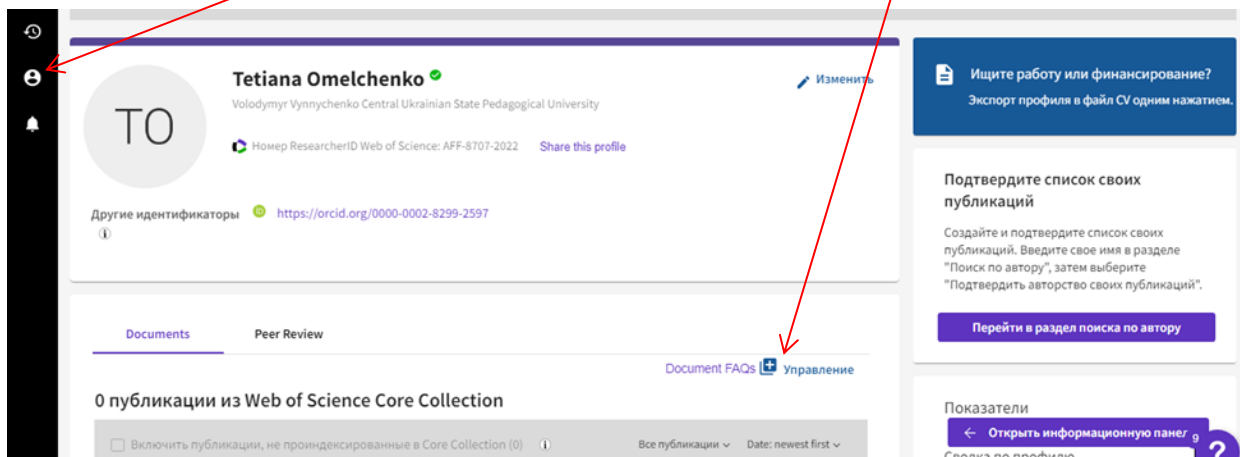 Tetiana Omelchenko
Изменить
Volodymyr Vynnychenko Central Ukrainian State Pedagogical University
TO
Номер ResearcherID Web of Science: AFF-8707-2022 Share this profile
Другие идентификаторы https://orcid.org/0000-0002-8299-2597
Documents Peer Review
Document FAQs Управление
0 публикации из Web of Science Core Collection
Включить публикации, не проиндексированные в Core Collection (0) Все публикации Date: newest first
Ищите работу или финансирование?
Экспорт профиля в файл CV одним нажатием.
Подтвердите список своих
публикаций
Создайте и подтвердите список своих
публикаций. Введите свое имя в разделе
"Поиск по автору", затем выберите
"Подтвердить авторство своих публикаций".
Перейти в раздел поиска по автору
Показатели
← Открыть информационную панел 9
?
Сводка по профилю